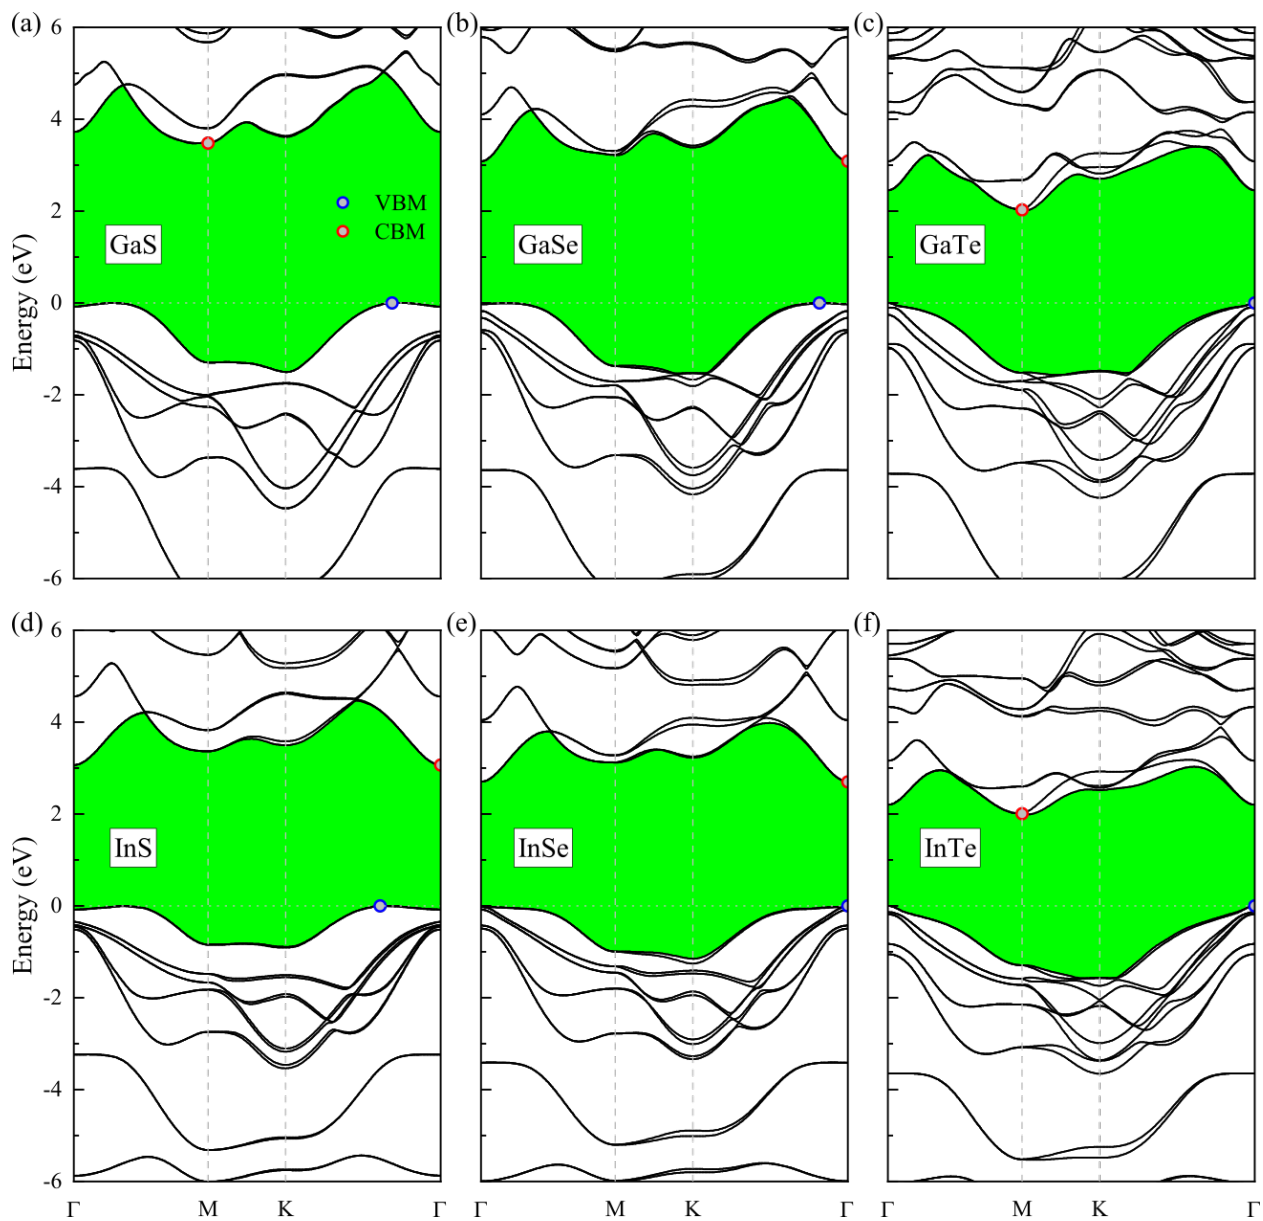 (a)
(b)
(c)
6
4
2
0
-2
-4
-6
Energy (eV)
GaS
VBM
CBM
GaSe
GaTe
(d)
(e)
(f)
6
4
2
0
-2
-4
-6
Energy (eV)
InS
InSe
InTe
Γ M K Γ M K Γ M K Γ